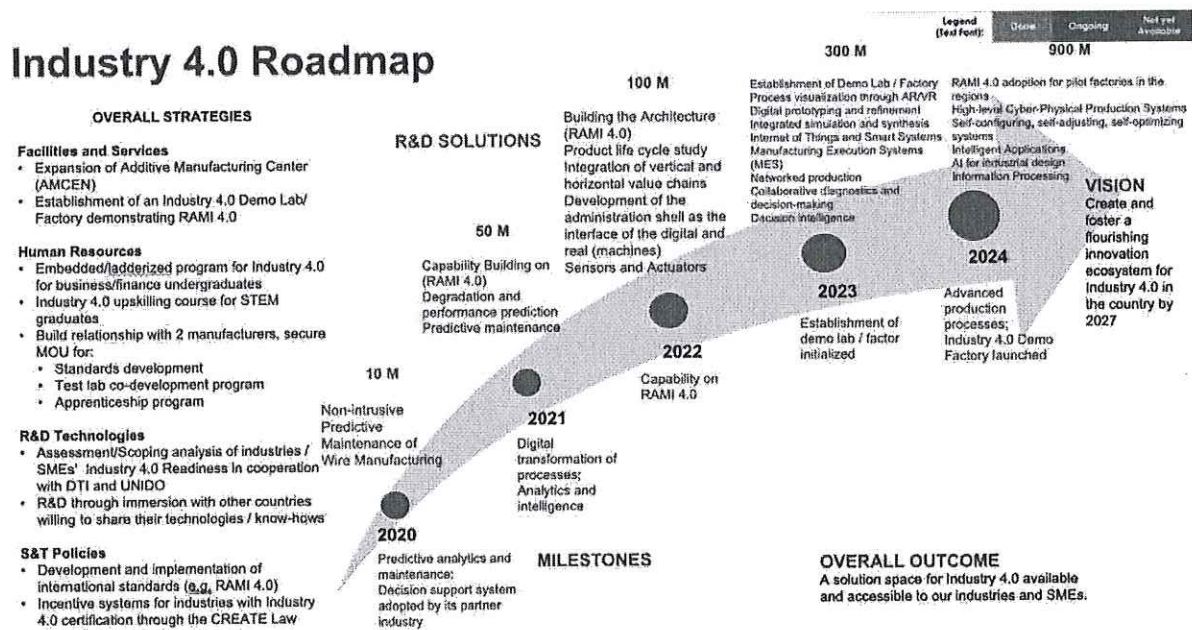 Legend
(Text Font):
Done
Ongoing
Not yet
Available
Industry 4.0 Roadmap
OVERALL STRATEGIES
Facilities and Services
• Expansion of Additive Manufacturing Center
(AMCEN)
• Establishment of an Industry 4.0 Demo Lab/
Factory demonstrating RAMI 4.0
Human Resources
• Embedded/ladderized program for Industry 4.0
for business/finance undergraduates
• Industry 4.0 upskilling course for STEM
graduates
• Build relationship with 2 manufacturers, secure
MOU for:
• Standards development
• Test lab co-development program
• Apprenticeship program
R&D Technologies
• Assessment/Scoping analysis of industries /
SMEs' Industry 4.0 Readiness in cooperation
with DTI and UNIDO
• R&D through immersion with other countries
willing to share their technologies / know-hows
S&T Policies
• Development and implementation of
international standards (e.g. RAMI 4.0)
• Incentive systems for industries with Industry
4.0 certification through the CREATE Law
R&D SOLUTIONS
10 M
Non-intrusive
Predictive
Maintenance of
Wire Manufacturing
50 M
Capability Building on
(RAMI 4.0)
Degradation and
performance prediction
Predictive maintenance
100 M
Building the Architecture
(RAMI 4.0)
Product life cycle study
Integration of vertical and
horizontal value chains
Development of the
administration shell as the
interface of the digital and
real (machines)
Sensors and Actuators
300 M
Establishment of Demo Lab / Factory
Process visualization through AR/VR
Digital prototyping and refinement
Integrated simulation and synthesis
Internet of Things and Smart Systems
Manufacturing Execution Systems
(MES)
Networked production
Collaborative diagnostics and
decision-making
Decision intelligence
900 M
RAMI 4.0 adoption for pilot factories in the
regions
High-level Cyber-Physical Production Systems
Self-configuring, self-adjusting, self-optimizing
systems
Intelligent Applications
AI for industrial design
Information Processing
2020
Predictive analytics and
maintenance;
Decision support system
adopted by its partner
industry
2021
Digital
transformation of
processes;
Analytics and
intelligence
2022
Capability on
RAMI 4.0
2023
Establishment of
demo lab / factor
initialized
2024
Advanced
production
processes;
Industry 4.0 Demo
Factory launched
VISION
Create and
foster a
flourishing
innovation
ecosystem for
Industry 4.0 in
the country by
2027
MILESTONES
OVERALL OUTCOME
A solution space for Industry 4.0 available
and accessible to our industries and SMEs.